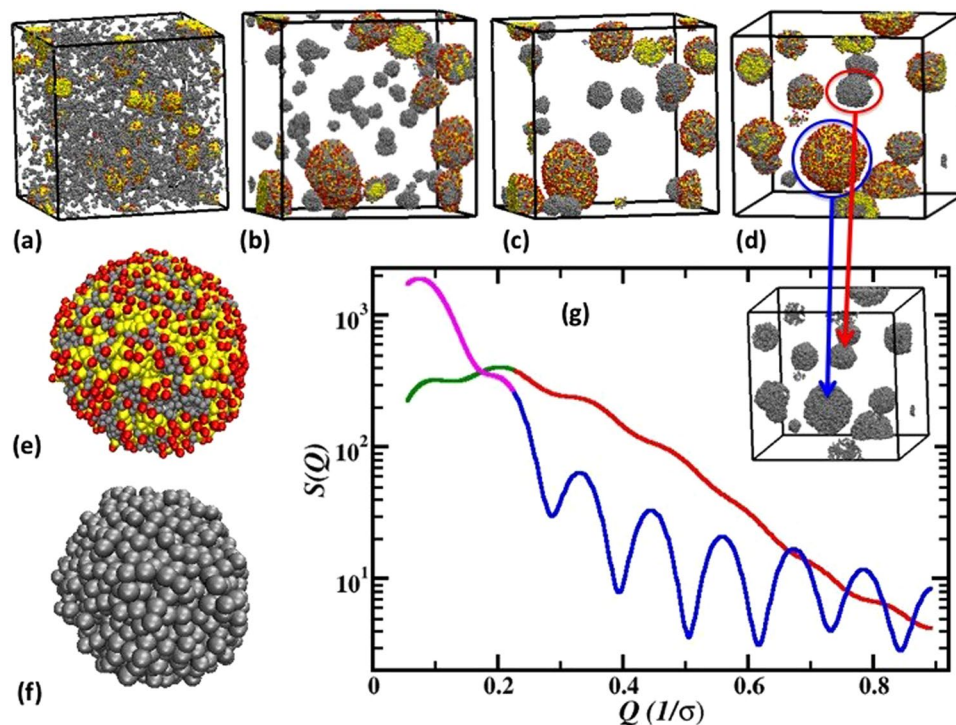 (a)
(b)
(c)
(d)
(e)
(f)
(g)
10³
10²
10¹
S(Q)
0
0.2
0.4
0.6
0.8
Q (1/σ)